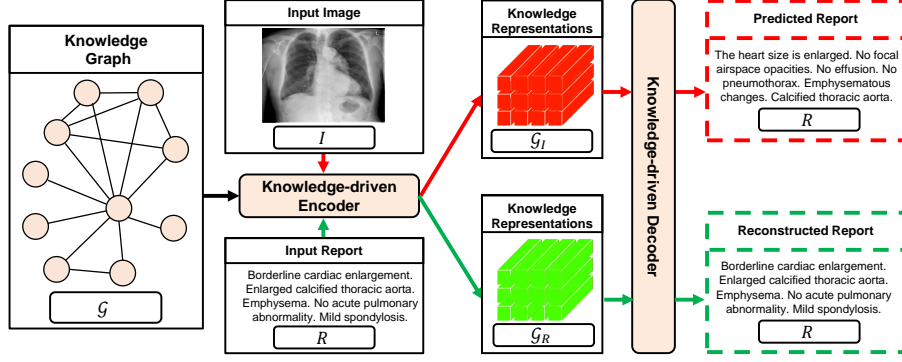 Knowledge
Graph
𝒢
Input Image
I
Knowledge-driven
Encoder
Input Report
Borderline cardiac enlargement.
Enlarged calcified thoracic aorta.
Emphysema. No acute pulmonary
abnormality. Mild spondylosis.
R
Knowledge
Representations
𝒢_I
Knowledge
Representations
𝒢_R
Knowledge-driven Decoder
Predicted Report
The heart size is enlarged. No focal
airspace opacities. No effusion. No
pneumothorax. Emphysematous
changes. Calcified thoracic aorta.
R
Reconstructed Report
Borderline cardiac enlargement.
Enlarged calcified thoracic aorta.
Emphysema. No acute pulmonary
abnormality. Mild spondylosis.
R